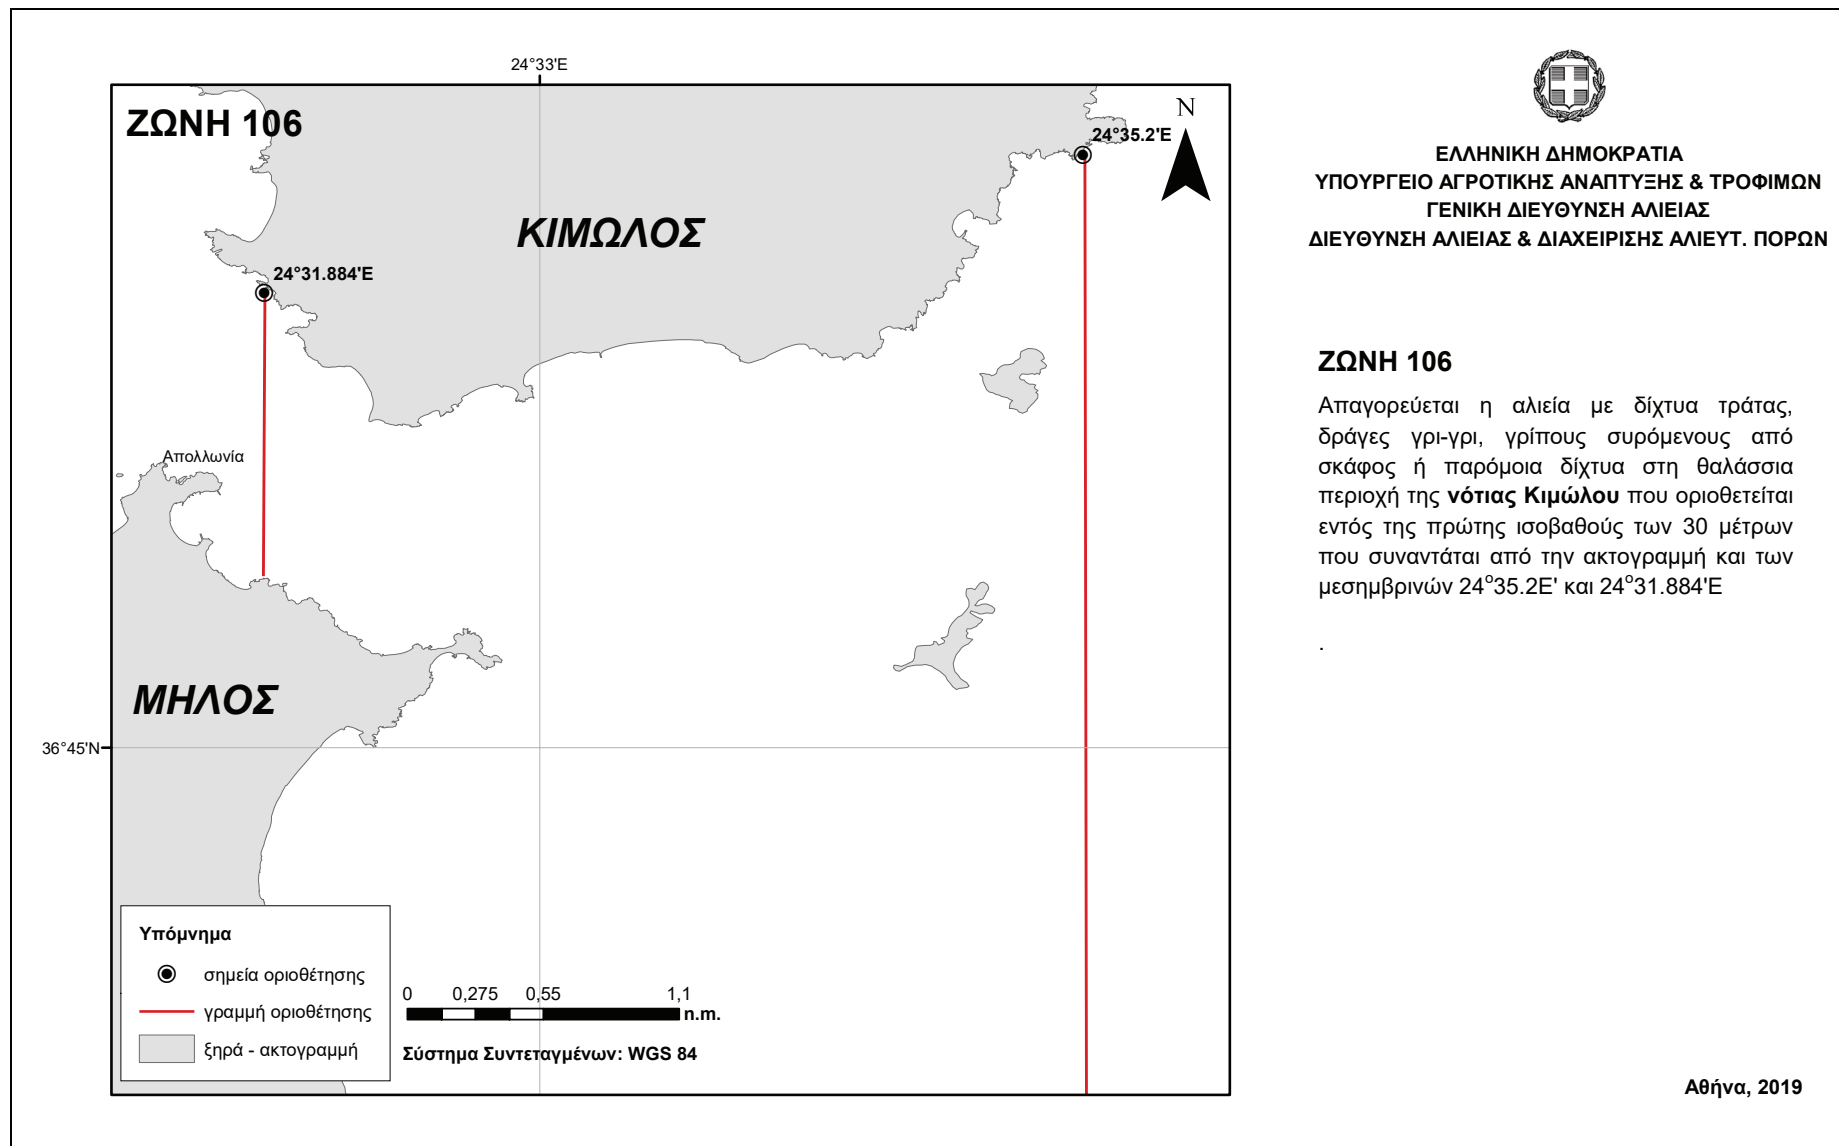 24°33'E
ΖΩΝΗ 106
N
24°35.2'E
ΚΙΜΩΛΟΣ
24°31.884'E
Απολλωνία
ΜΗΛΟΣ
36°45'N
Υπόμνημα
σημεία οριοθέτησης
γραμμή οριοθέτησης
ξηρά - ακτογραμμή
0 0,275 0,55 1,1
n.m.
Σύστημα Συντεταγμένων: WGS 84
ΕΛΛΗΝΙΚΗ ΔΗΜΟΚΡΑΤΙΑ
ΥΠΟΥΡΓΕΙΟ ΑΓΡΟΤΙΚΗΣ ΑΝΑΠΤΥΞΗΣ & ΤΡΟΦΙΜΩΝ
ΓΕΝΙΚΗ ΔΙΕΥΘΥΝΣΗ ΑΛΙΕΙΑΣ
ΔΙΕΥΘΥΝΣΗ ΑΛΙΕΙΑΣ & ΔΙΑΧΕΙΡΙΣΗΣ ΑΛΙΕΥΤ. ΠΟΡΩΝ
ΖΩΝΗ 106
Απαγορεύεται η αλιεία με δίχτυα τράτας,
δράγες γρι-γρι, γρίπους συρόμενους από
σκάφος ή παρόμοια δίχτυα στη θαλάσσια
περιοχή της νότιας Κιμώλου που οριοθετείται
εντός της πρώτης ισοβαθούς των 30 μέτρων
που συναντάται από την ακτογραμμή και των
μεσημβρινών 24°35.2E' και 24°31.884'E
.
Αθήνα, 2019